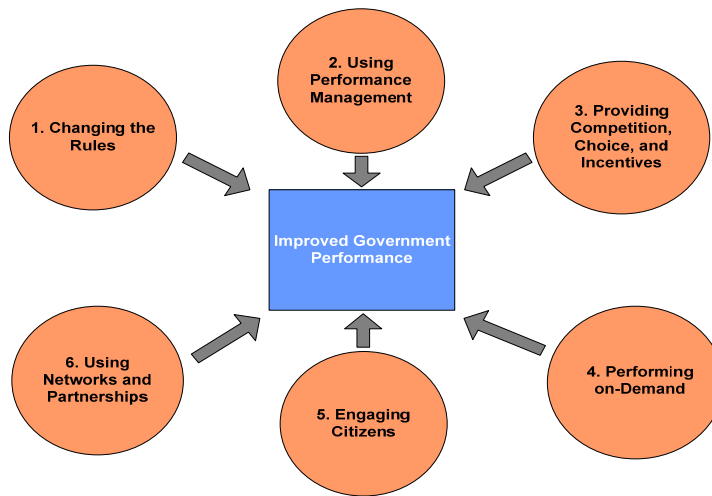 1. Changing the
Rules
2. Using
Performance
Management
3. Providing
Competition,
Choice, and
Incentives
Improved Government
Performance
4. Performing
on-Demand
5. Engaging
Citizens
6. Using
Networks and
Partnerships